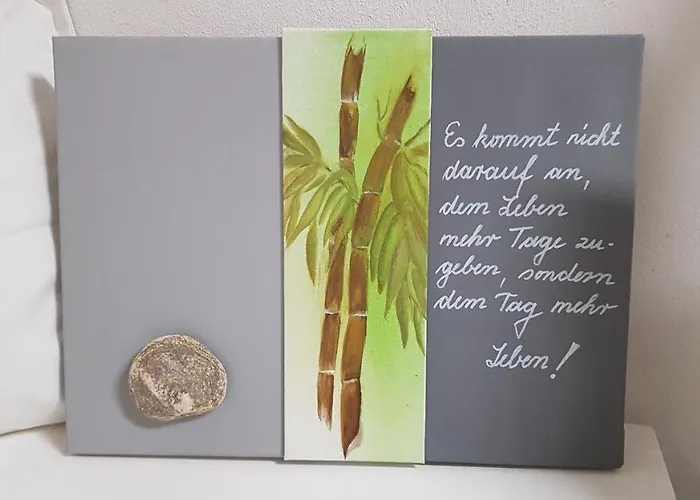 Es kommt nicht
darauf an,
dem Leben
mehr Tage zu-
geben, sondern
dem Tag mehr
Leben!